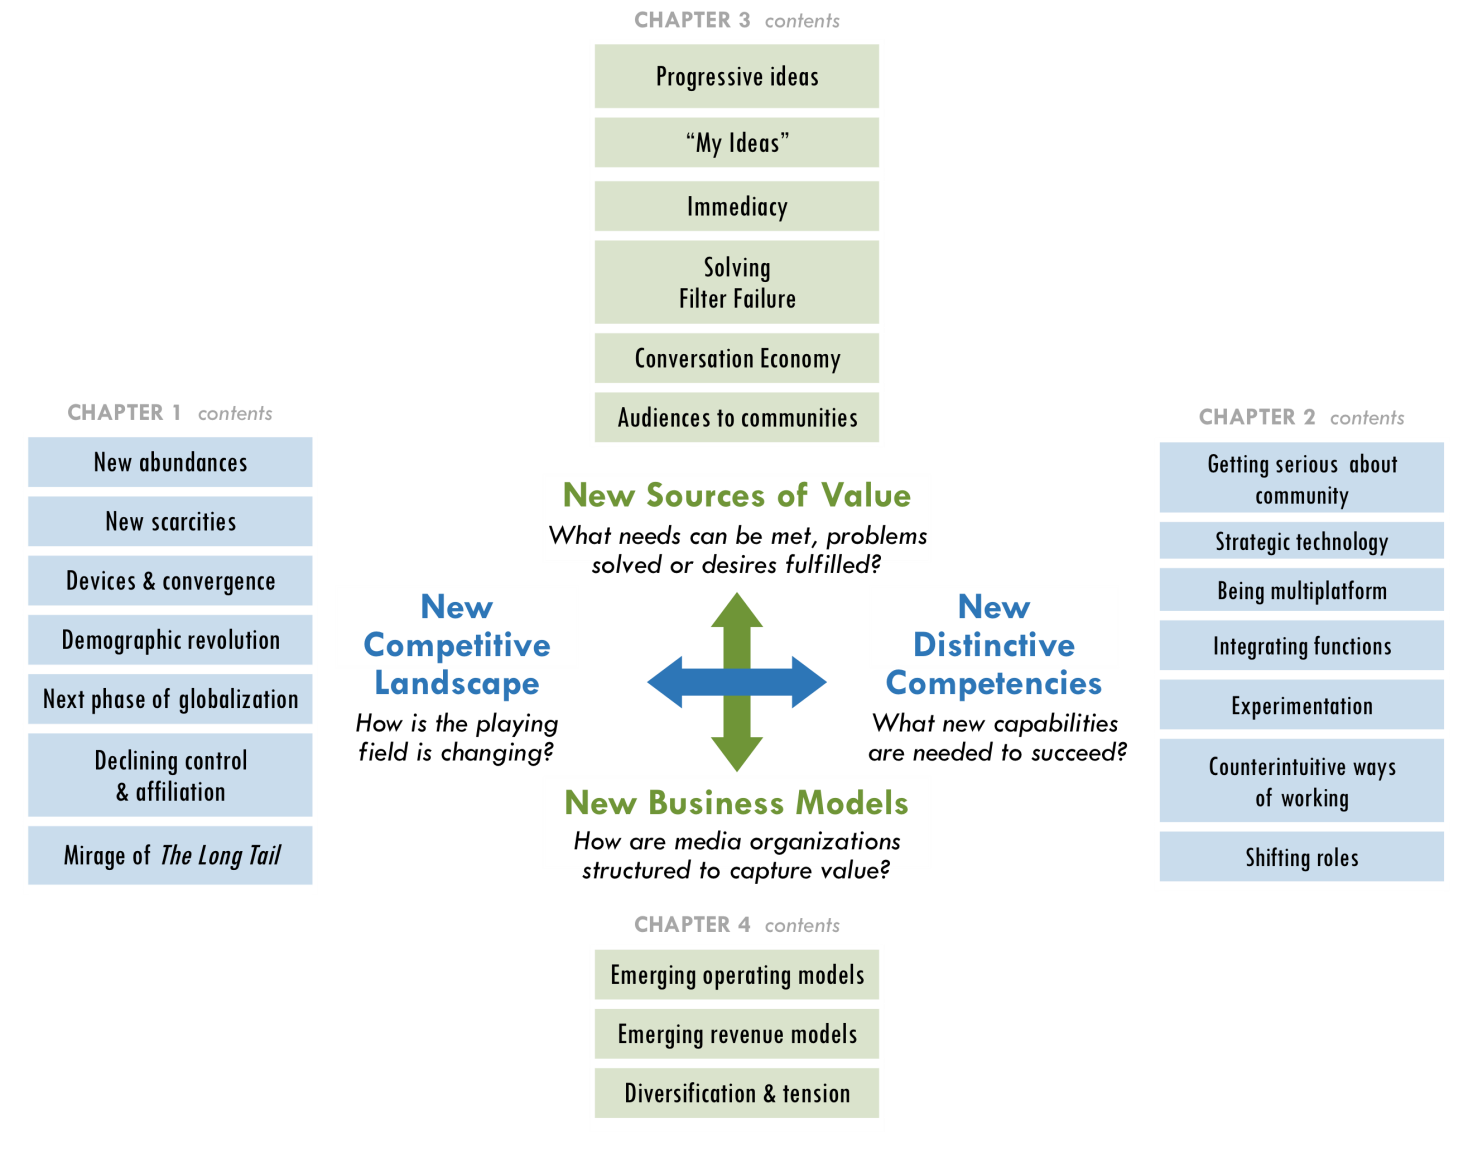 CHAPTER 3 contents
Progressive ideas
“My Ideas”
Immediacy
Solving
Filter Failure
Conversation Economy
Audiences to communities
CHAPTER 1 contents
New abundances
New scarcities
Devices & convergence
Demographic revolution
Next phase of globalization
Declining control
& affiliation
Mirage of The Long Tail
New Sources of Value
What needs can be met, problems
solved or desires fulfilled?
New
Competitive
Landscape
How is the playing
field is changing?
New
Distinctive
Competencies
What new capabilities
are needed to succeed?
New Business Models
How are media organizations
structured to capture value?
CHAPTER 2 contents
Getting serious about
community
Strategic technology
Being multiplatform
Integrating functions
Experimentation
Counterintuitive ways
of working
Shifting roles
CHAPTER 4 contents
Emerging operating models
Emerging revenue models
Diversification & tension